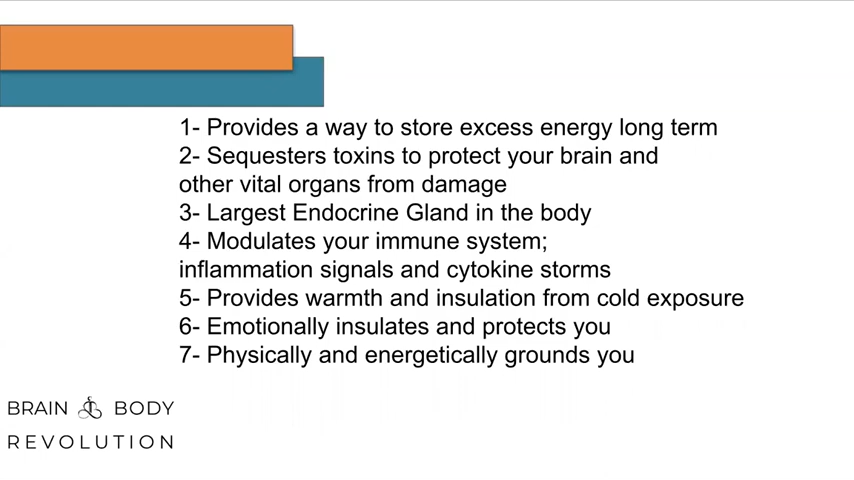 1- Provides a way to store excess energy long term
2- Sequesters toxins to protect your brain and
other vital organs from damage
3- Largest Endocrine Gland in the body
4- Modulates your immune system;
inflammation signals and cytokine storms
5- Provides warmth and insulation from cold exposure
6- Emotionally insulates and protects you
7- Physically and energetically grounds you
BRAIN BODY
REVOLUTION